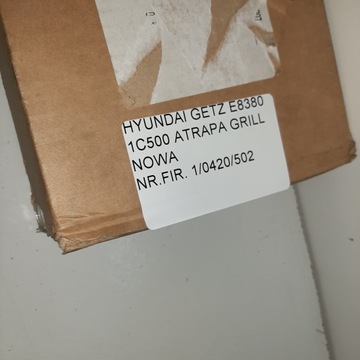 HYUNDAI GETZ E8380
1C500 ATRAPA GRILL
NOWA
NR.FIR. 1/0420/502